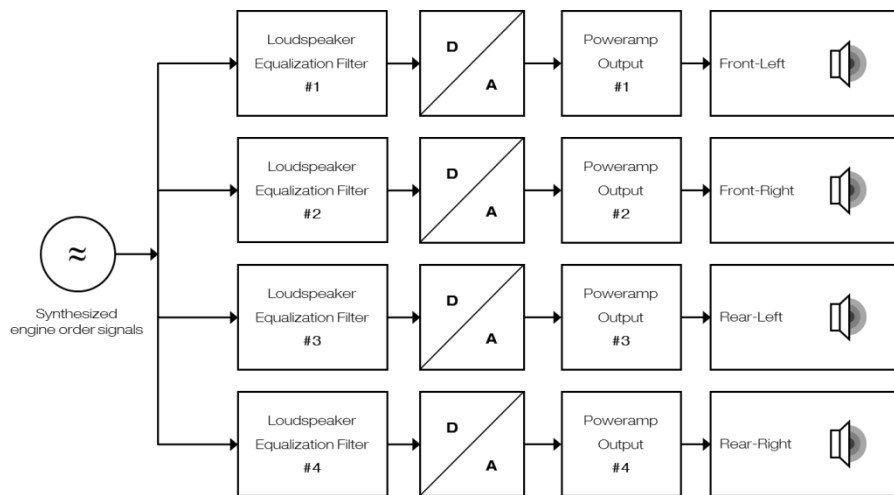 Loudspeaker
Equalization Filter
#1
D
A
Poweramp
Output
#1
Front-Left
Loudspeaker
Equalization Filter
#2
D
A
Poweramp
Output
#2
Front-Right
≈
Synthesized
engine order signals
Loudspeaker
Equalization Filter
#3
D
A
Poweramp
Output
#3
Rear-Left
Loudspeaker
Equalization Filter
#4
D
A
Poweramp
Output
#4
Rear-Right